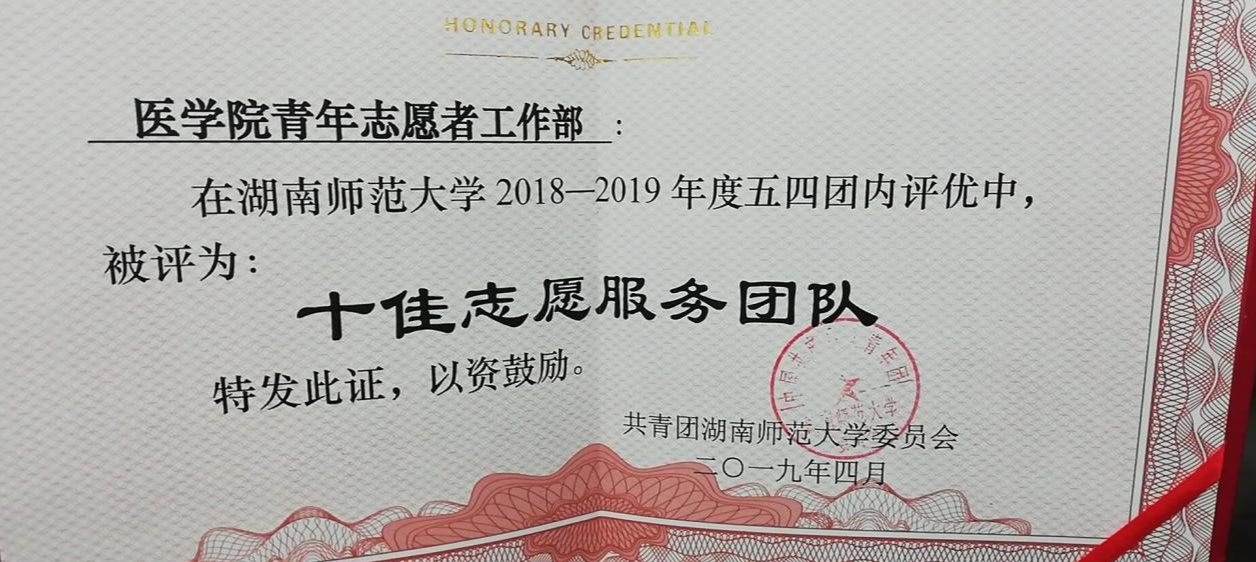 HONORARY CREDENTIAL
医学院青年志愿者工作部:
在湖南师范大学2018—2019年度五四团内评优中,
被评为:
十佳志愿服务团队
特发此证,以资鼓励。
共青团湖南师范大学委员会
二〇一九年四月